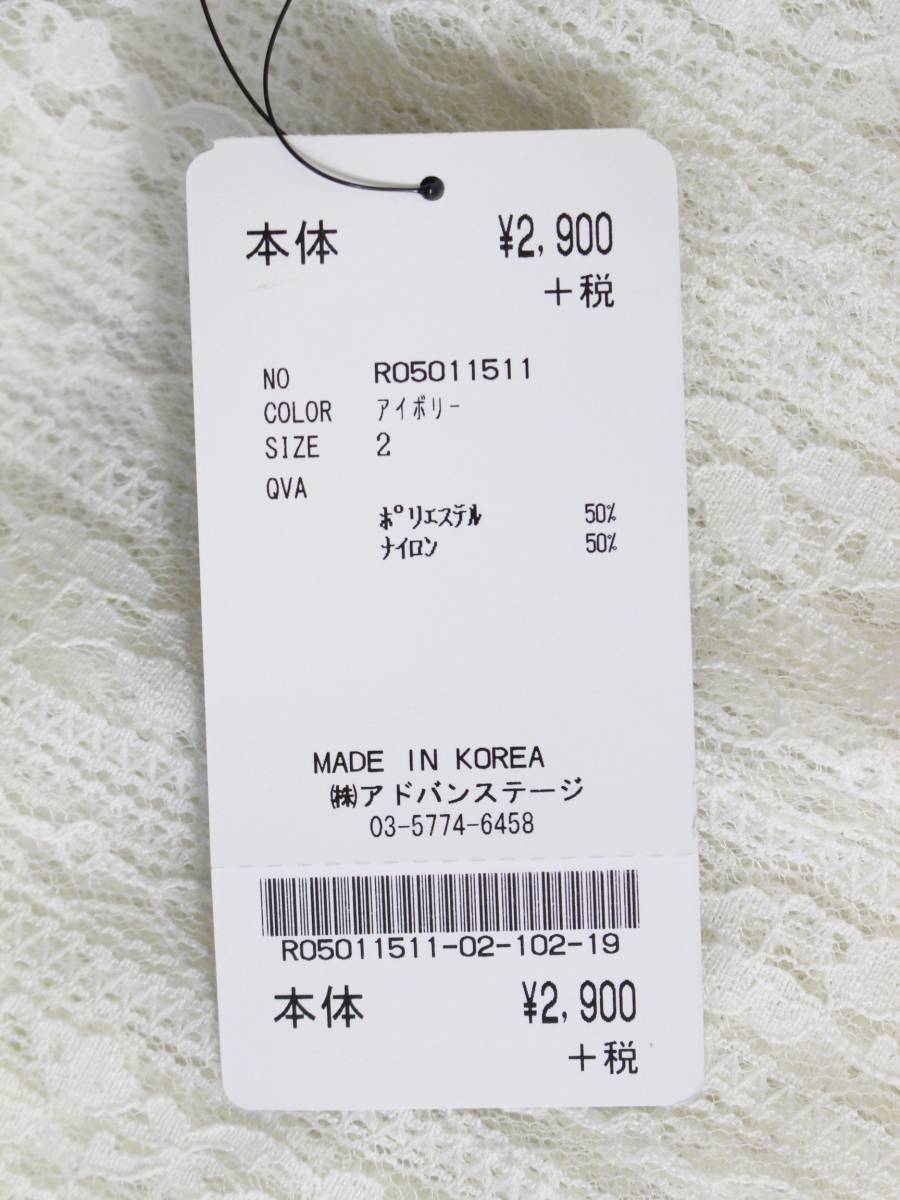 本体 ¥2,900
+税
NO R05011511
COLOR アイボリー
SIZE 2
QVA
ポリエステル 50%
ナイロン 50%
MADE IN KOREA
㈱アドバンステージ
03-5774-6458
R05011511-02-102-19
本体 ¥2,900
+税